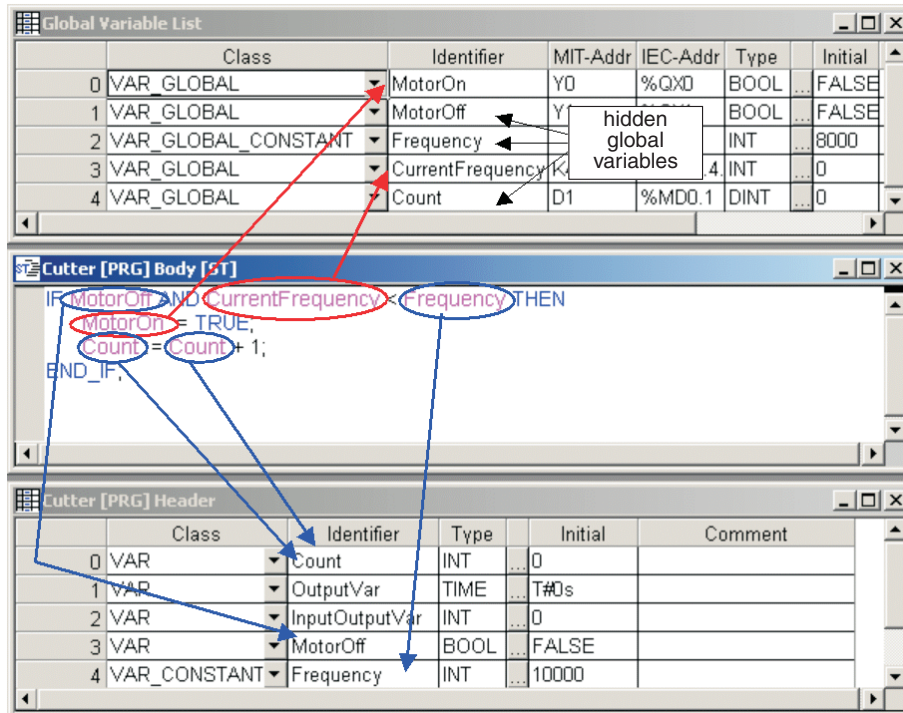 Global Variable List
Class Identifier MIT-Addr IEC-Addr Type Initial
0 VAR_GLOBAL MotorOn Y0 %QX0 BOOL ... FALSE
1 VAR_GLOBAL MotorOff BOOL ... FALSE
2 VAR_GLOBAL_CONSTANT Frequency INT ... 8000
3 VAR_GLOBAL CurrentFrequency .4. INT ... 0
4 VAR_GLOBAL Count D1 %MD0.1 DINT ... 0
hidden
global
variables
ST Cutter [PRG] Body [ST]
IF MotorOff AND CurrentFrequency < Frequency THEN
MotorOn = TRUE;
Count = Count + 1;
END_IF;
Cutter [PRG] Header
Class Identifier Type Initial Comment
0 VAR Count INT ... 0
1 VAR OutputVar TIME ... T#0s
2 VAR InputOutputVar INT ... 0
3 VAR MotorOff BOOL ... FALSE
4 VAR_CONSTANT Frequency INT ... 10000